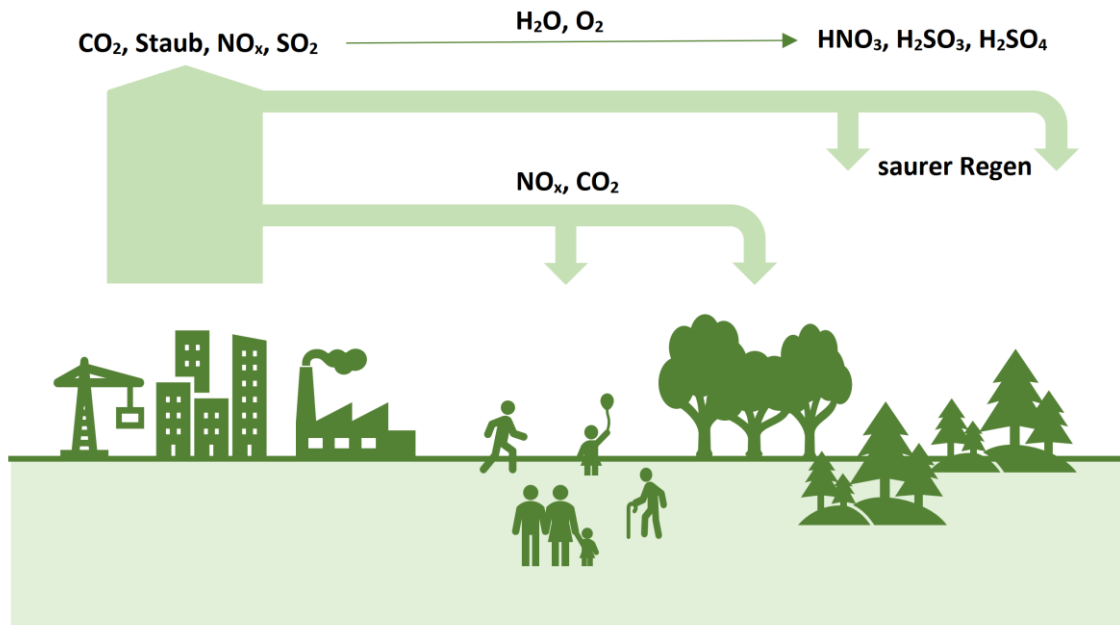 H₂O, O₂
CO₂, Staub, NOₓ, SO₂
HNO₃, H₂SO₃, H₂SO₄
saurer Regen
NOₓ, CO₂